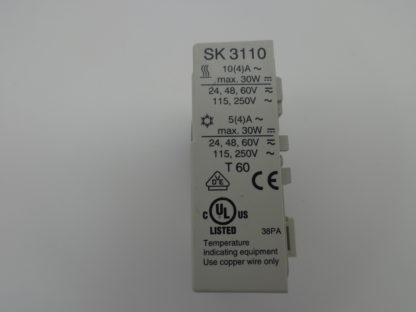 SK 3110
10(4)A ~
max. 30W ⎓
24, 48, 60V ≂
115, 250V ~
5(4)A ~
max. 30W ⎓
24, 48, 60V ≂
115, 250V ~
T 60
VDE CE
C UL US
LISTED
38PA
Temperature
indicating equipment
Use copper wire only